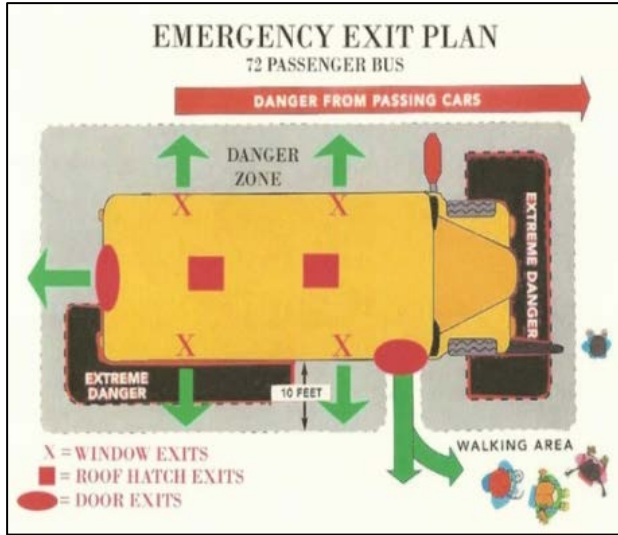 EMERGENCY EXIT PLAN
72 PASSENGER BUS
DANGER FROM PASSING CARS
DANGER
ZONE
X
X
EXTREME DANGER
X
X
EXTREME
DANGER
10 FEET
WALKING AREA
X = WINDOW EXITS
= ROOF HATCH EXITS
= DOOR EXITS